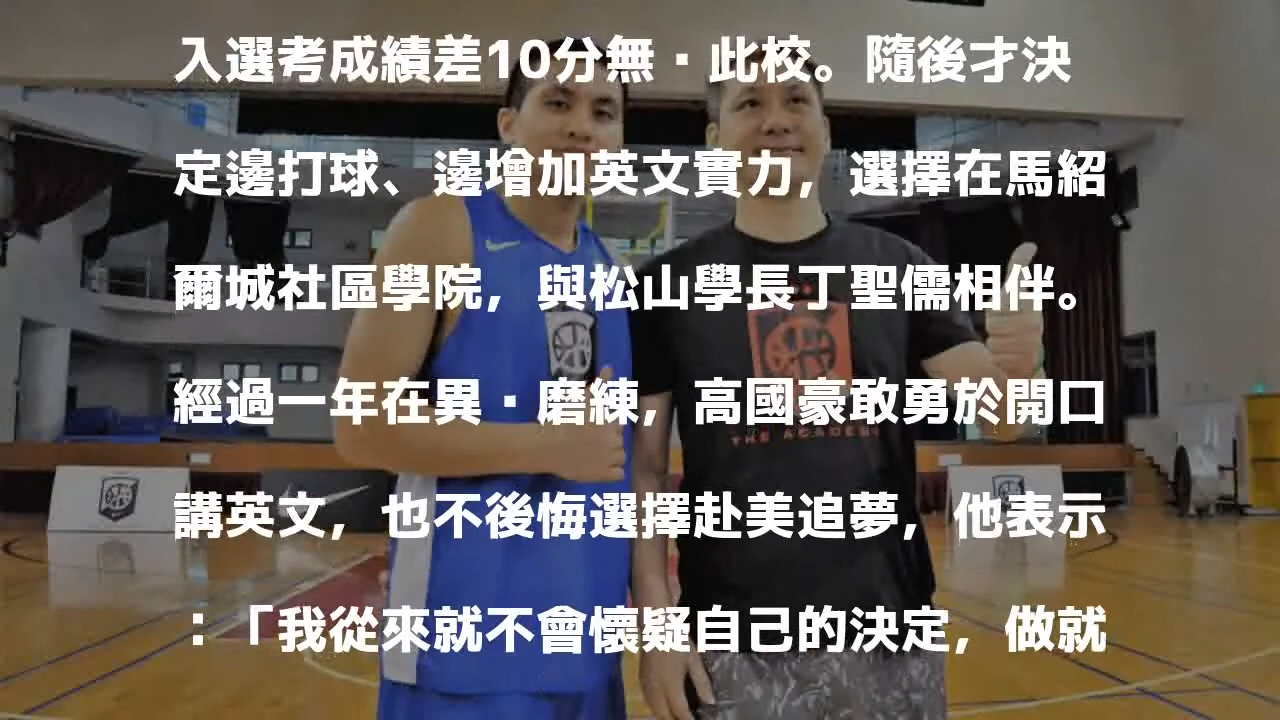 入選考成績差10分無·此校。隨後才決
定邊打球、邊增加英文實力，選擇在馬紹
爾城社區學院，與松山學長丁聖儒相伴。
經過一年在異·磨練，高國豪敢勇於開口
講英文，也不後悔選擇赴美追夢，他表示
：「我從來就不會懷疑自己的決定，做就
THE ACADEMY